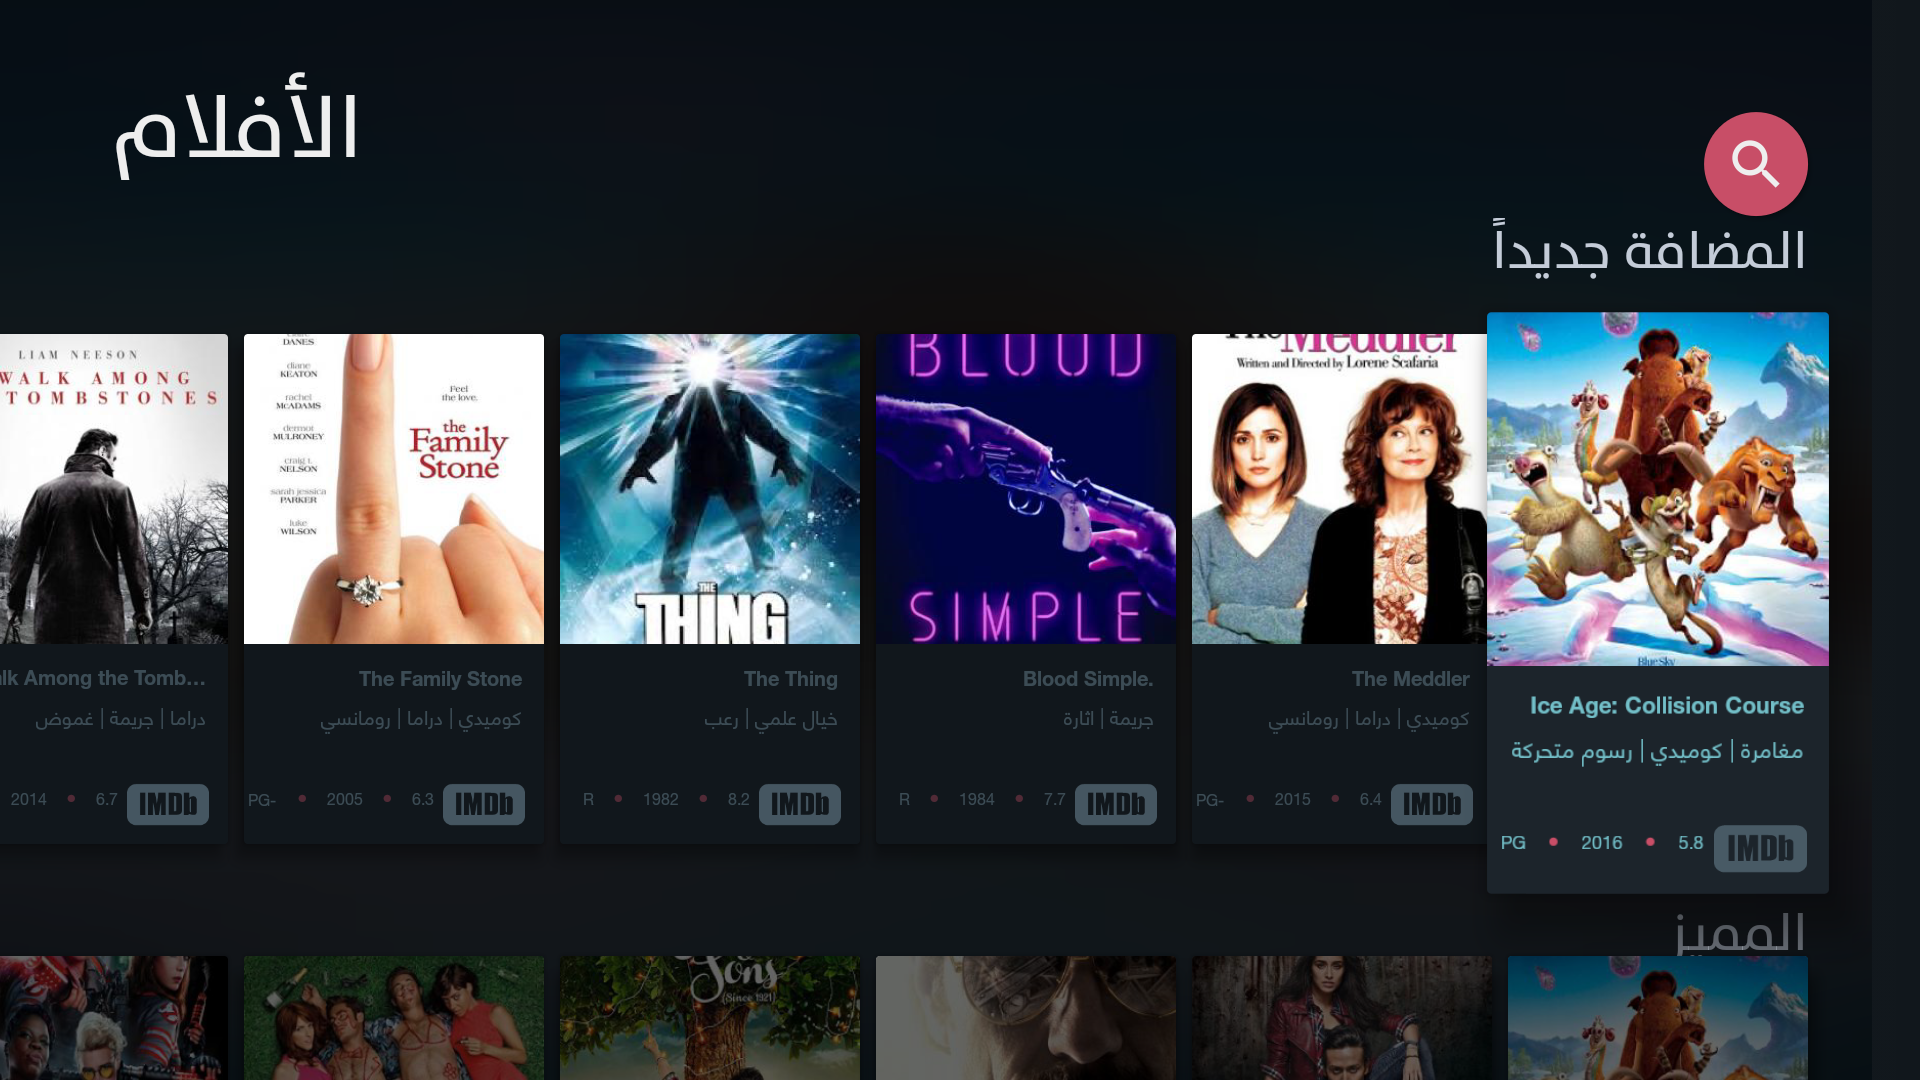 الأفلام
المضافة جديداً
Blue Sky
Ice Age: Collision Course
مغامرة | كوميدي | رسوم متحركة
IMDb 5.8 • 2016 • PG
The Meddler
Written and Directed by Lorene Scafaria
The Meddler
كوميدي | دراما | رومانسي
IMDb 6.4 • 2015 • PG-
BLOOD
SIMPLE
Blood Simple.
جريمة | اثارة
IMDb 7.7 • 1984 • R
THE
THING
The Thing
خيال علمي | رعب
IMDb 8.2 • 1982 • R
DANES
diane
KEATON
rachel
McADAMS
dermot
MULRONEY
craig t.
NELSON
sarah jessica
PARKER
luke
WILSON
Feel
the love.
the
Family
Stone
The Family Stone
كوميدي | دراما | رومانسي
IMDb 6.3 • 2005 • PG-
LIAM NEESON
WALK AMONG
TOMBSTONES
lk Among the Tomb...
دراما | جريمة | غموض
IMDb 6.7 • 2014
المميز
Sons
(Since 1921)